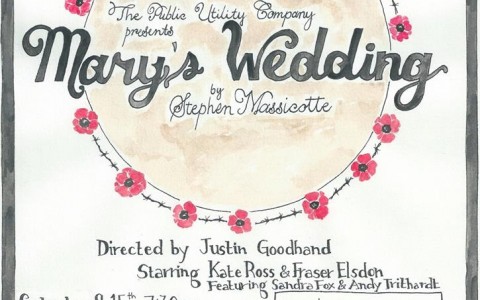 The Public Utility Company
presents
Mary's Wedding
by
Stephen Massicotte
Directed by Justin Goodhand
Starring Kate Ross & Fraser Elsdon
Featuring Sandra Fox & Andy Trithardt